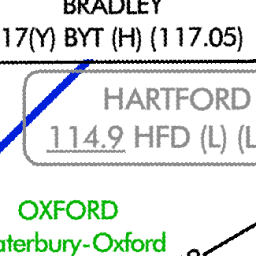 BRADLEY
17(Y) BYT (H) (117.05)
HARTFORD
114.9 HFD (L) (L
OXFORD
aterbury-Oxford